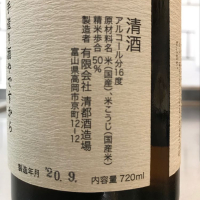 清酒
アルコール分16度
原材料名 米(国産米)、米こうじ(国産米)
精米歩合 50%
製造者 有限会社 清都酒造場
富山県高岡市京町12-12
製造年月 20.9.
内容量 720ml